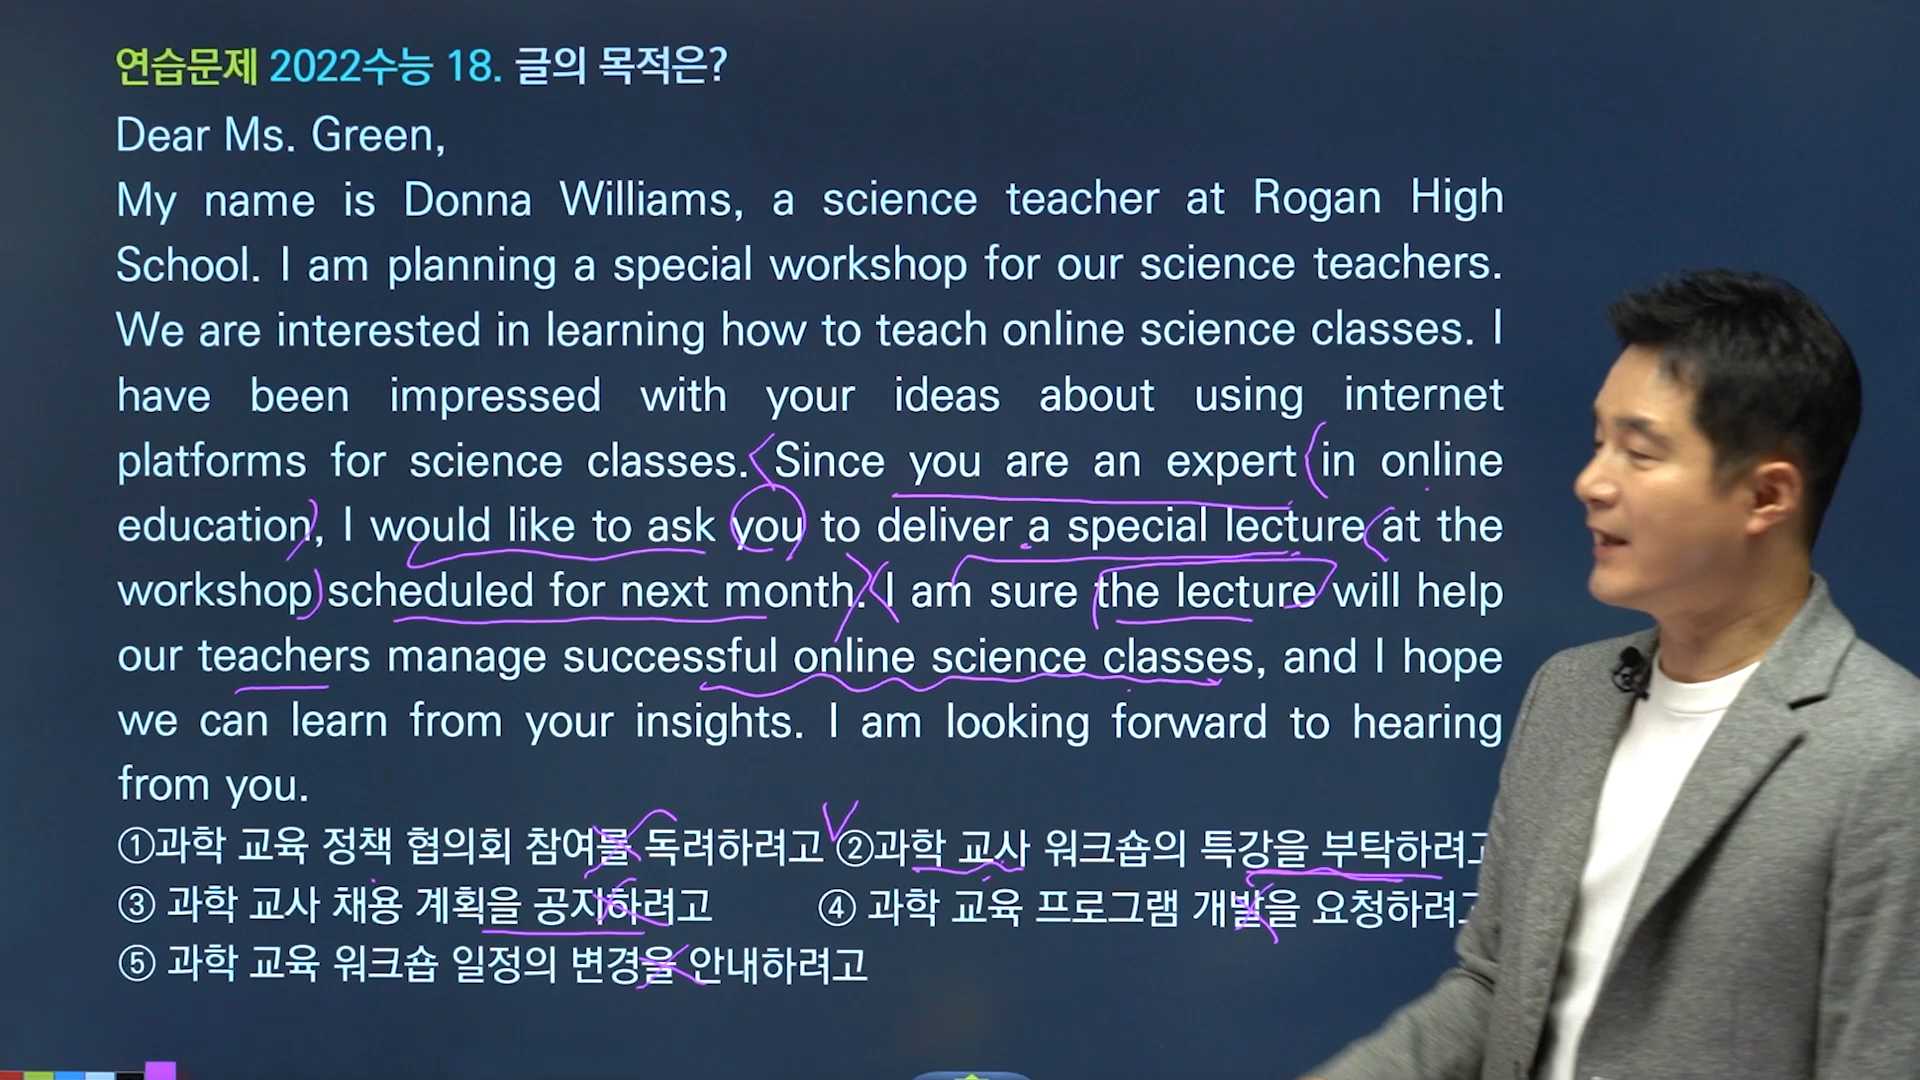 연습문제 2022수능 18. 글의 목적은?
Dear Ms. Green,
My name is Donna Williams, a science teacher at Rogan High
School. I am planning a special workshop for our science teachers.
We are interested in learning how to teach online science classes. I
have been impressed with your ideas about using internet
platforms for science classes. Since you are an expert in online
education, I would like to ask you to deliver a special lecture at the
workshop scheduled for next month. I am sure the lecture will help
our teachers manage successful online science classes, and I hope
we can learn from your insights. I am looking forward to hearing
from you.
①과학 교육 정책 협의회 참여를 독려하려고 ②과학 교사 워크숍의 특강을 부탁하려고
③ 과학 교사 채용 계획을 공지하려고 ④ 과학 교육 프로그램 개발을 요청하려고
⑤ 과학 교육 워크숍 일정의 변경을 안내하려고